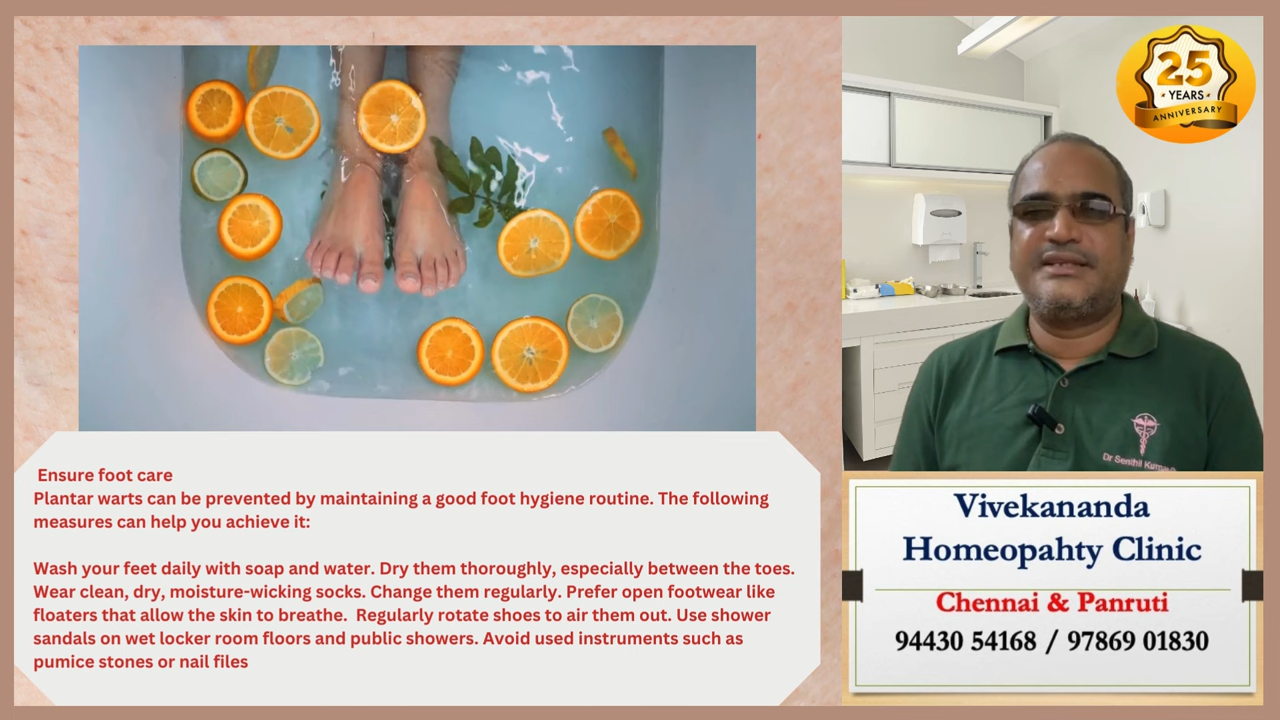 Ensure foot care
Plantar warts can be prevented by maintaining a good foot hygiene routine. The following
measures can help you achieve it:
Wash your feet daily with soap and water. Dry them thoroughly, especially between the toes.
Wear clean, dry, moisture-wicking socks. Change them regularly. Prefer open footwear like
floaters that allow the skin to breathe.  Regularly rotate shoes to air them out. Use shower
sandals on wet locker room floors and public showers. Avoid used instruments such as
pumice stones or nail files
25
YEARS
ANNIVERSARY
Dr Senthil
Vivekananda
Homeopahty Clinic
Chennai & Panruti
94430 54168 / 97869 01830